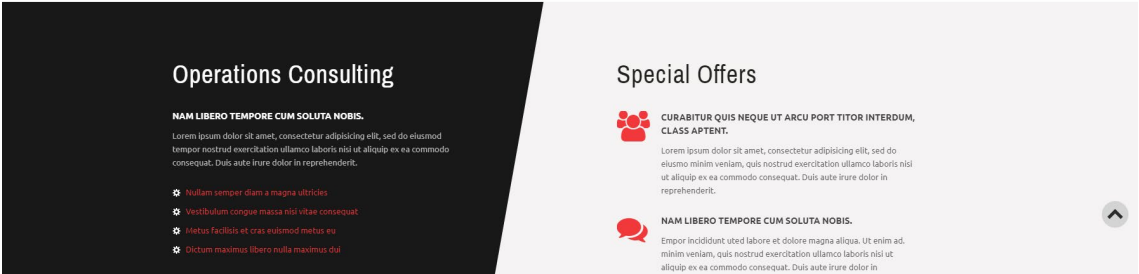 Operations Consulting
NAM LIBERO TEMPORE CUM SOLUTA NOBIS.
Lorem ipsum dolor sit amet, consectetur adipisicing elit, sed do eiusmod
tempor nostrud exercitation ullamco laboris nisi ut aliquip ex ea commodo
consequat. Duis aute irure dolor in reprehenderit.
Nullam semper diam a magna ultricies
Vestibulum congue massa nisi vitae consequat
Metus facilisis et cras euismod metus eu
Dictum maximus libero nulla maximus dui
Special Offers
CURABITUR QUIS NEQUE UT ARCU PORT TITOR INTERDUM,
CLASS APTENT.
Lorem ipsum dolor sit amet, consectetur adipisicing elit, sed do
eiusmo minim veniam, quis nostrud exercitation ullamco laboris nisi
ut aliquip ex ea commodo consequat. Duis aute irure dolor in
reprehenderit.
NAM LIBERO TEMPORE CUM SOLUTA NOBIS.
Empor incididunt uted labore et dolore magna aliqua. Ut enim ad.
minim veniam, quis nostrud exercitation ullamco laboris nisi ut
aliquip ex ea commodo consequat. Duis aute irure dolor in